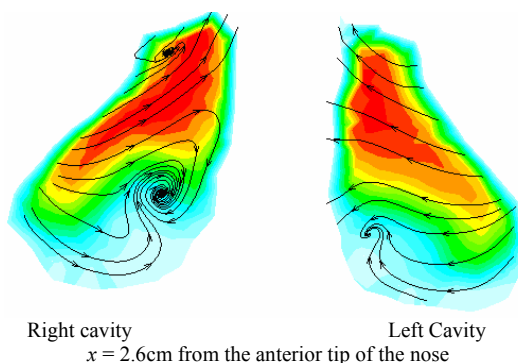 Right cavity Left Cavity
x = 2.6cm from the anterior tip of the nose